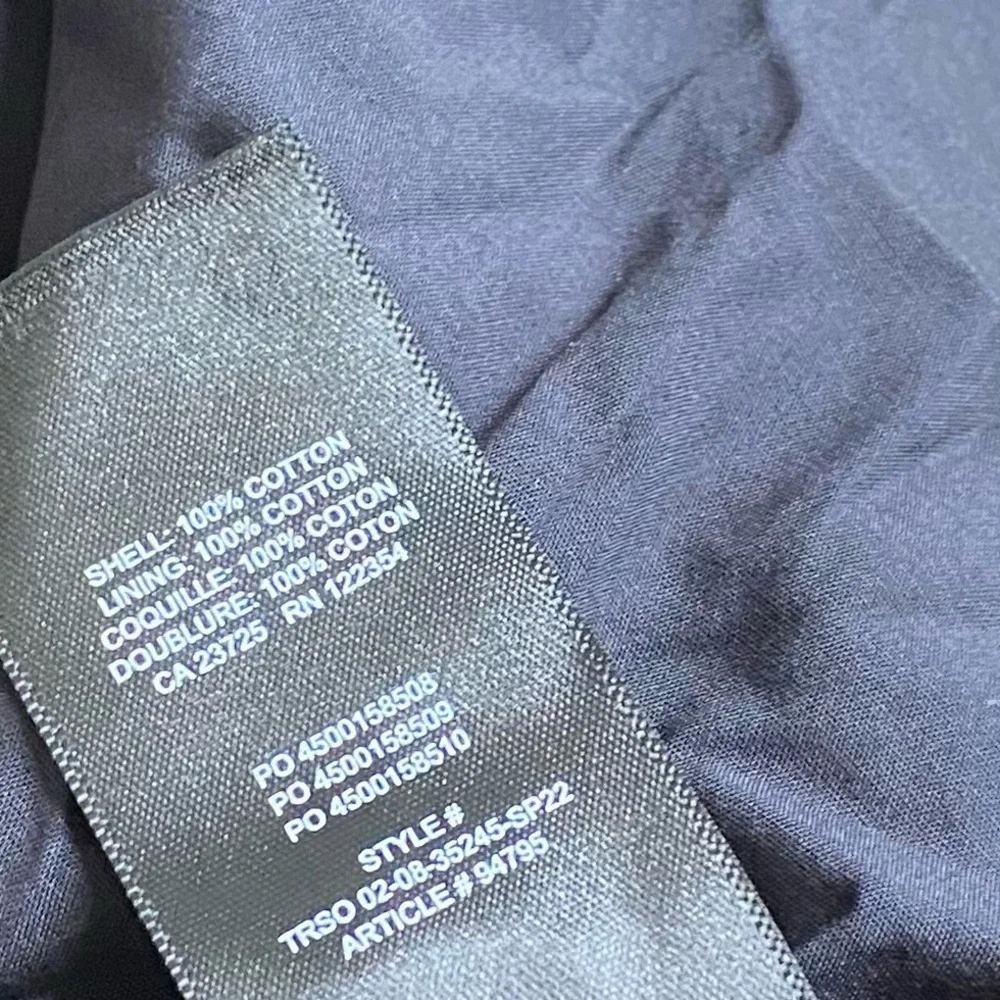 SHELL: 100% COTTON
LINING: 100% COTTON
COQUILLE: 100% COTON
DOUBLURE: 100% COTON
CA 23725 RN 122354
PO 4500158508
PO 4500158509
PO 4500158510
STYLE #
TRSO 02-08-35245-SP22
ARTICLE # 94795